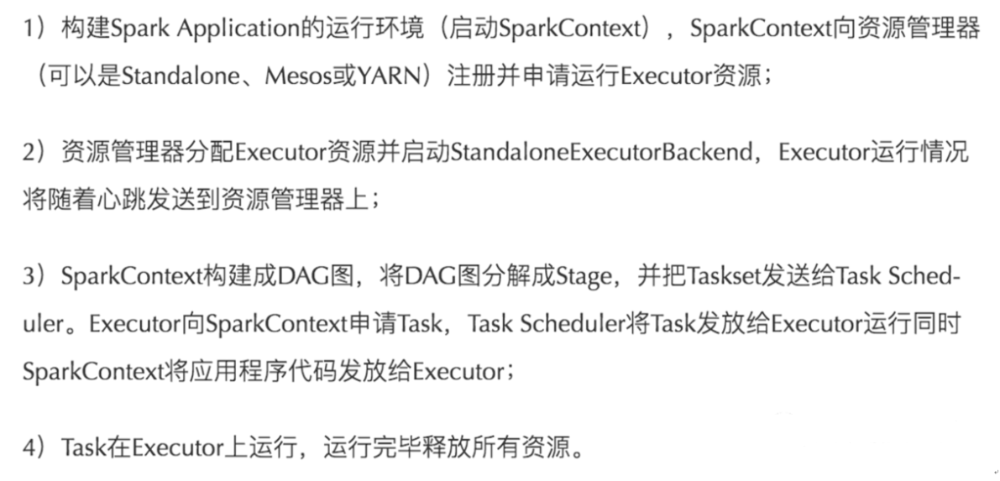 1）构建Spark Application的运行环境（启动SparkContext），SparkContext向资源管理器
（可以是Standalone、Mesos或YARN）注册并申请运行Executor资源；
2）资源管理器分配Executor资源并启动StandaloneExecutorBackend，Executor运行情况
将随着心跳发送到资源管理器上；
3）SparkContext构建成DAG图，将DAG图分解成Stage，并把Taskset发送给Task Sched-
uler。Executor向SparkContext申请Task，Task Scheduler将Task发放给Executor运行同时
SparkContext将应用程序代码发放给Executor；
4）Task在Executor上运行，运行完毕释放所有资源。